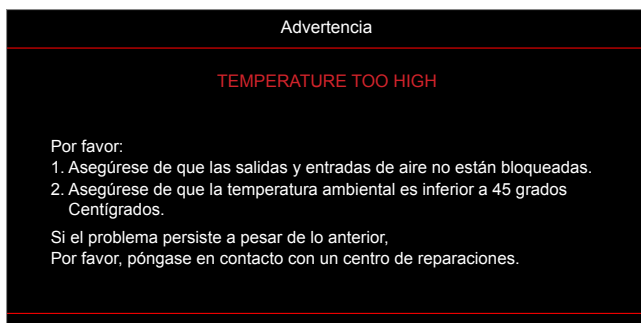 Advertencia
TEMPERATURE TOO HIGH
Por favor:
1. Asegúrese de que las salidas y entradas de aire no están bloqueadas.
2. Asegúrese de que la temperatura ambiental es inferior a 45 grados
Centígrados.
Si el problema persiste a pesar de lo anterior,
Por favor, póngase en contacto con un centro de reparaciones.